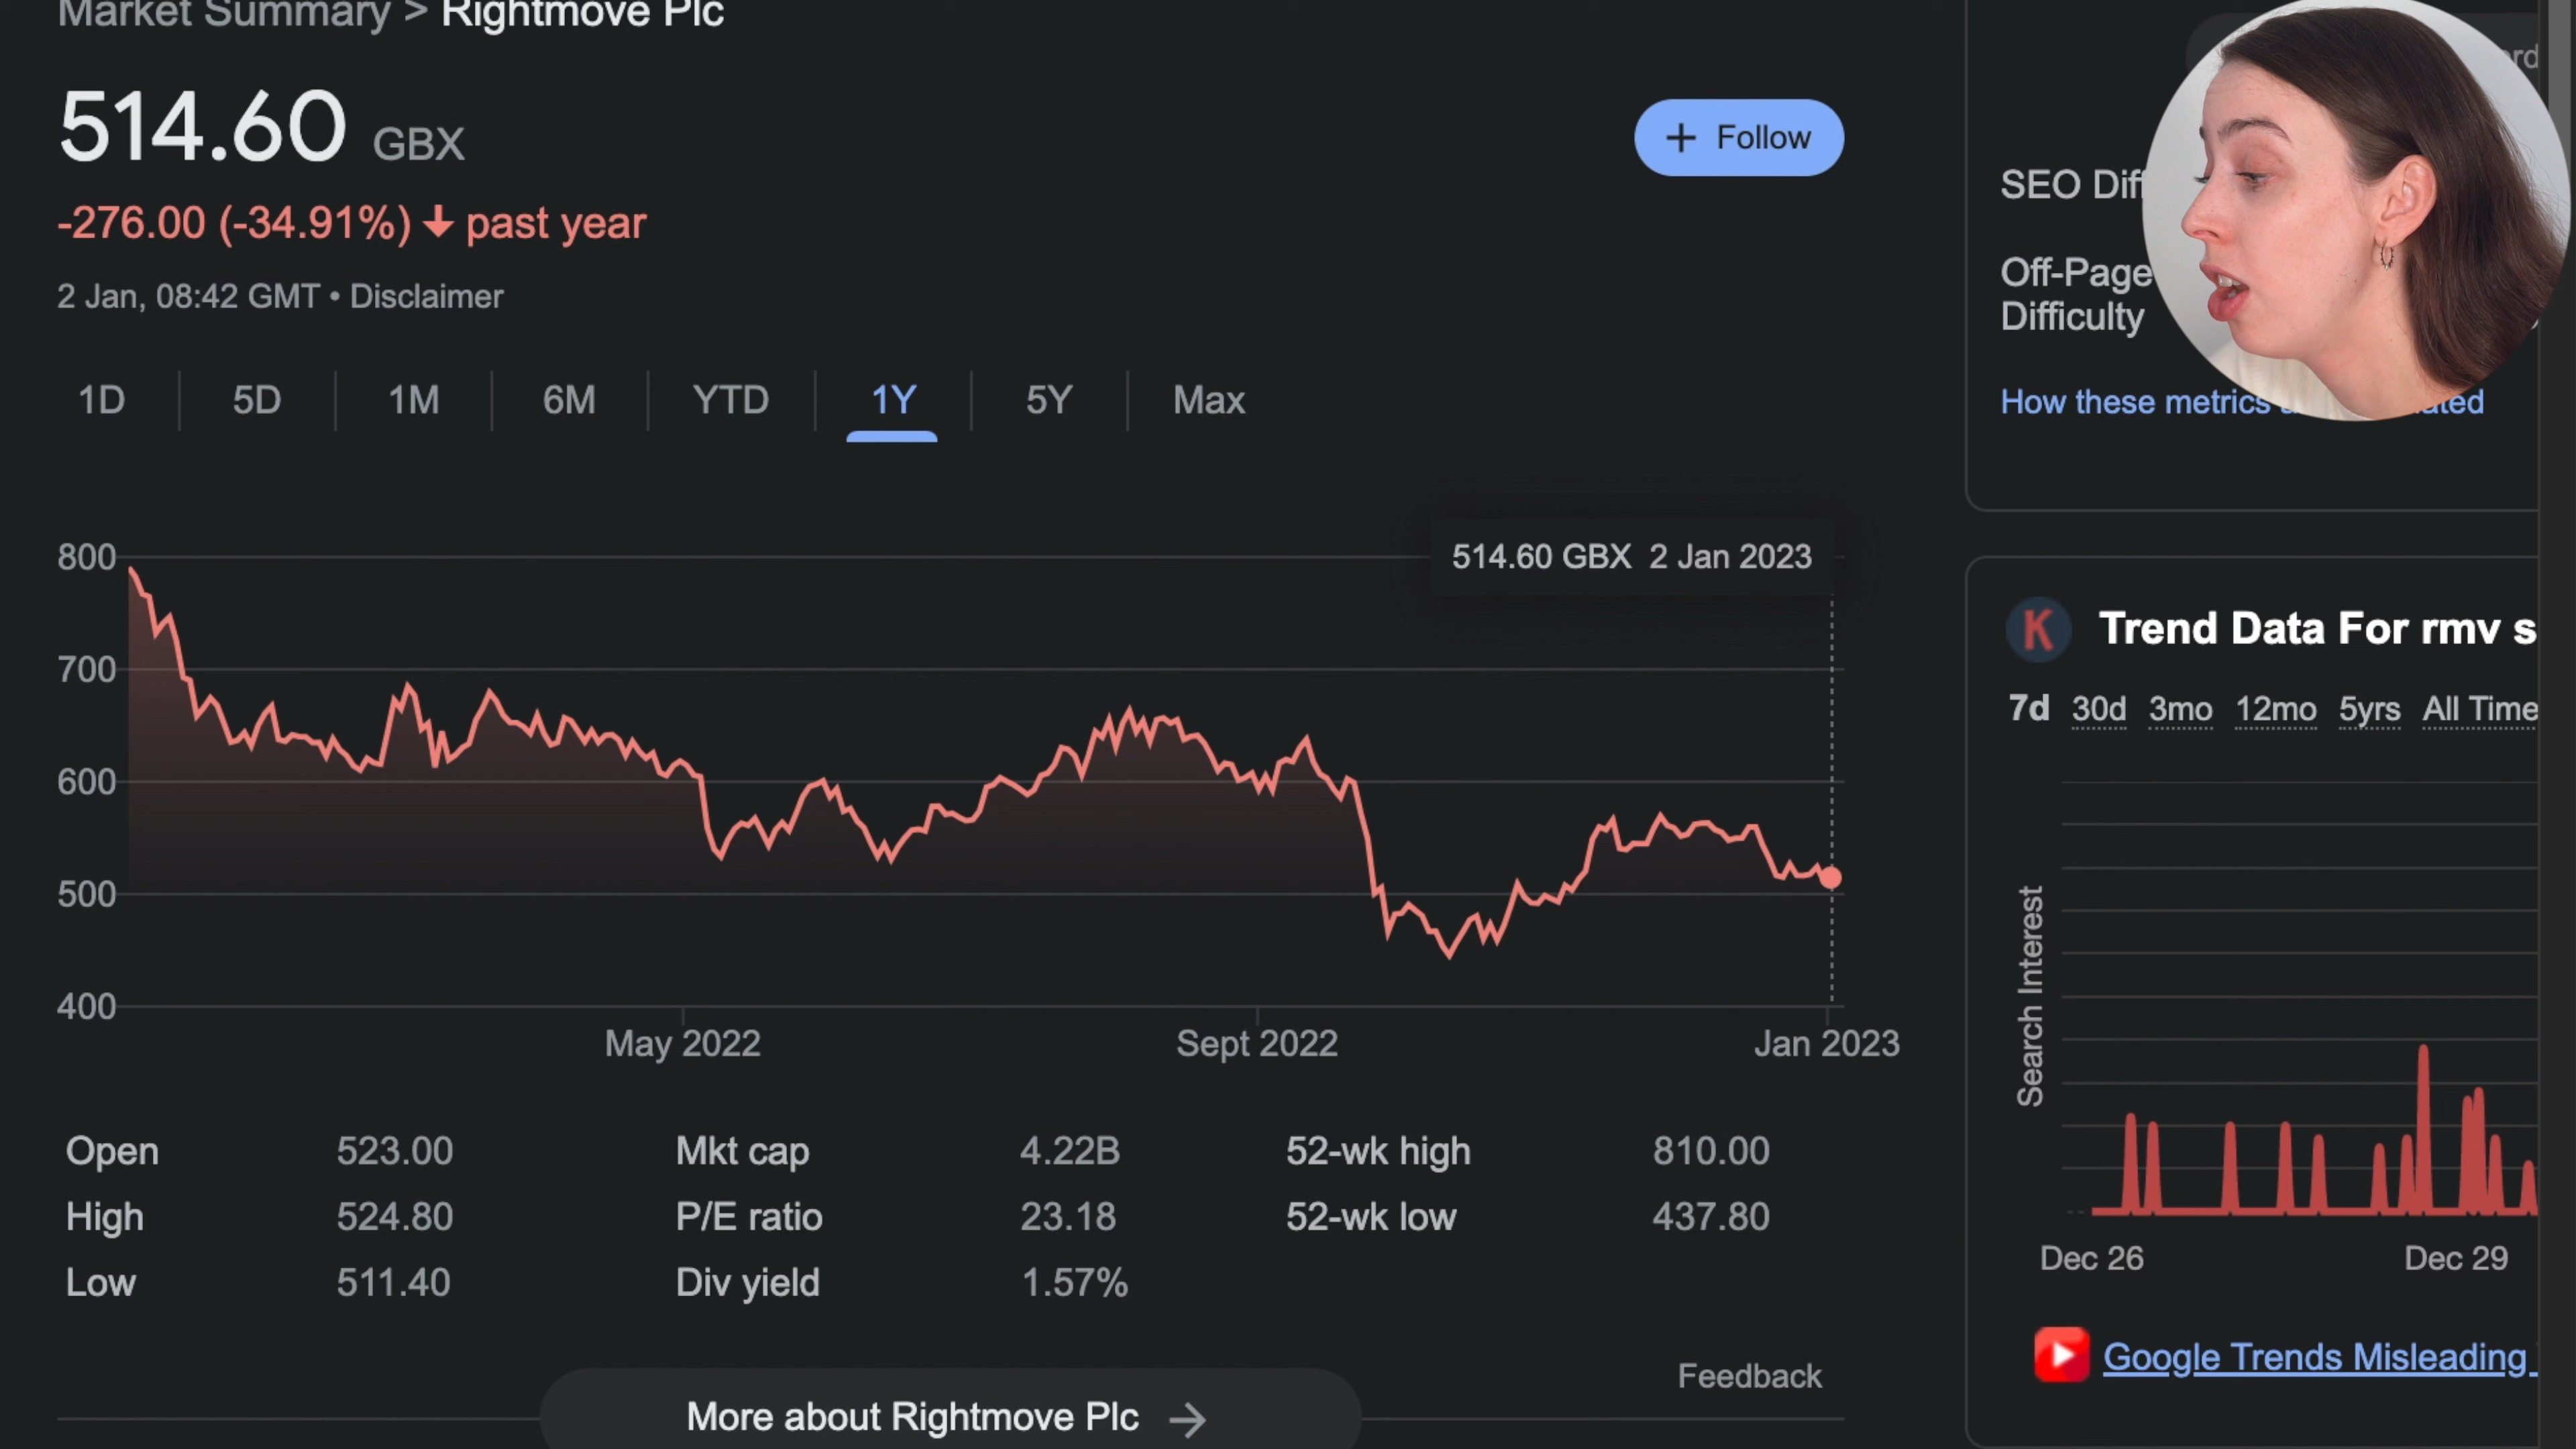 Market Summary > Rightmove Plc
514.60 GBX
+ Follow
-276.00 (-34.91%) ↓ past year
2 Jan, 08:42 GMT • Disclaimer
1D 5D 1M 6M YTD 1Y 5Y Max
514.60 GBX 2 Jan 2023
800
700
600
500
400
May 2022 Sept 2022 Jan 2023
Open 523.00 Mkt cap 4.22B 52-wk high 810.00
High 524.80 P/E ratio 23.18 52-wk low 437.80
Low 511.40 Div yield 1.57%
Feedback
More about Rightmove Plc →
SEO
Off-Page
Difficulty
How these metrics
K Trend Data For rmv s
7d 30d 3mo 12mo 5yrs All Time
Search Interest
Dec 26 Dec 29
Google Trends Misleading